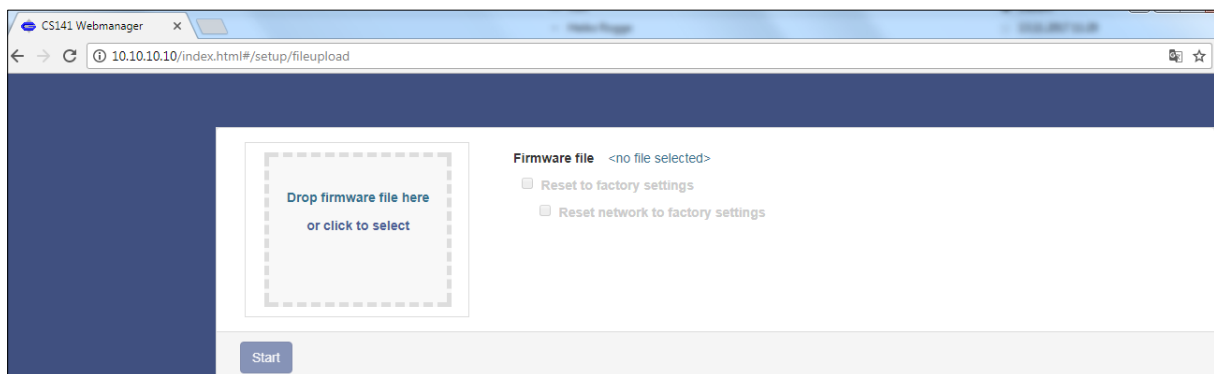 CS141 Webmanager
10.10.10.10/index.html#/setup/fileupload
Firmware file <no file selected>
Reset to factory settings
Reset network to factory settings
Drop firmware file here
or click to select
Start